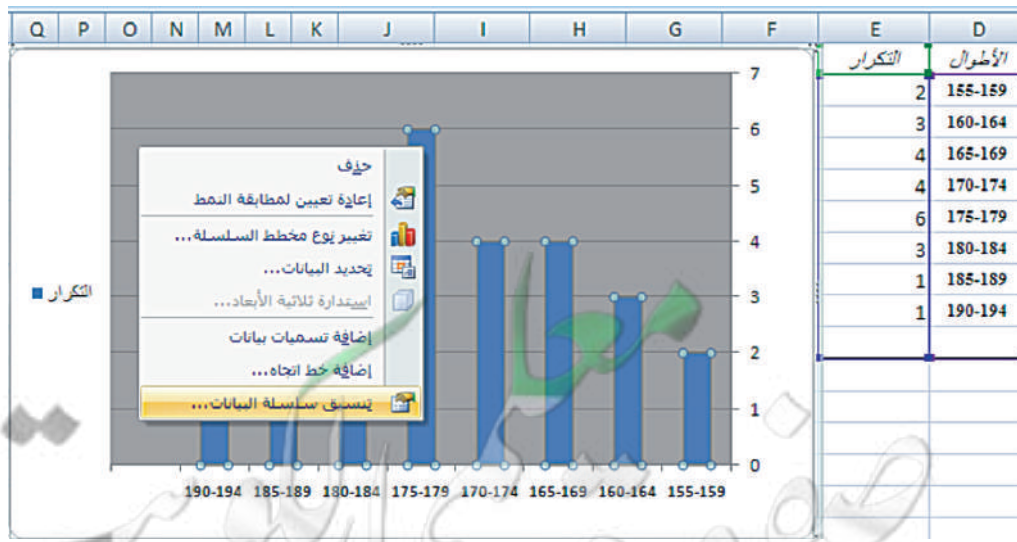 D E F G H I J K L M N O P Q
الأطوال التكرار
155-159 2
160-164 3
165-169 4
170-174 4
175-179 6
180-184 3
185-189 1
190-194 1
7
6
5
4
3
2
1
0
حذف
إعادة تعيين لمطابقة النمط
تغيير نوع مخطط السلسلة...
تحديد البيانات...
استدارة ثلاثية الأبعاد...
إضافة تسميات بيانات
إضافة خط اتجاه...
تنسيق سلسلة البيانات...
التكرار
155-159 160-164 165-169 170-174 175-179 180-184 185-189 190-194